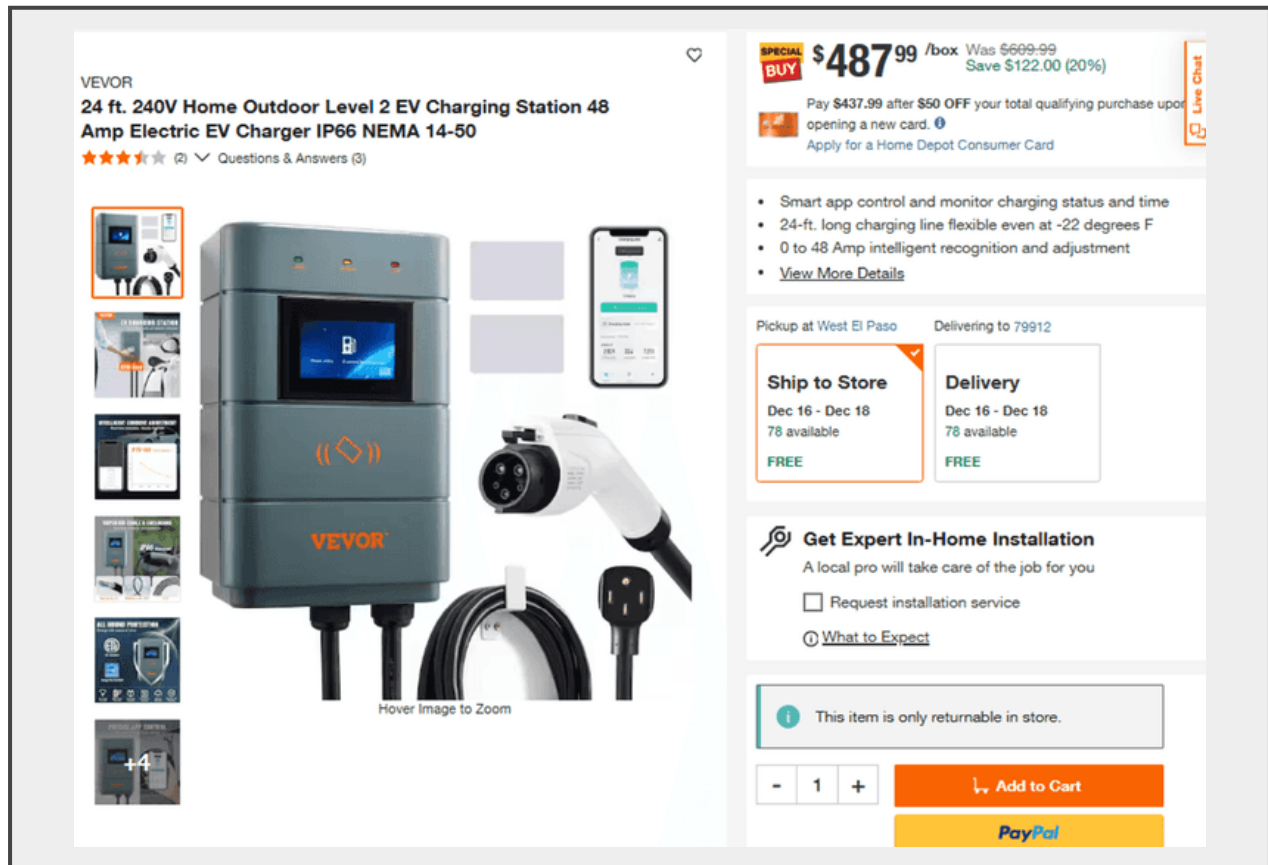 VEVOR
24 ft. 240V Home Outdoor Level 2 EV Charging Station 48
Amp Electric EV Charger IP66 NEMA 14-50
(2) Questions & Answers (3)
VEVOR
+4
Hover Image to Zoom
SPECIAL
BUY
$487 99 /box Was $609.99
Save $122.00 (20%)
Pay $437.99 after $50 OFF your total qualifying purchase upon
opening a new card.
Apply for a Home Depot Consumer Card
Live Chat
• Smart app control and monitor charging status and time
• 24-ft. long charging line flexible even at -22 degrees F
• 0 to 48 Amp intelligent recognition and adjustment
• View More Details
Pickup at West El Paso
Delivering to 79912
Ship to Store
Dec 16 - Dec 18
78 available
FREE
Delivery
Dec 16 - Dec 18
78 available
FREE
Get Expert In-Home Installation
A local pro will take care of the job for you
Request installation service
What to Expect
This item is only returnable in store.
- 1 +
Add to Cart
PayPal